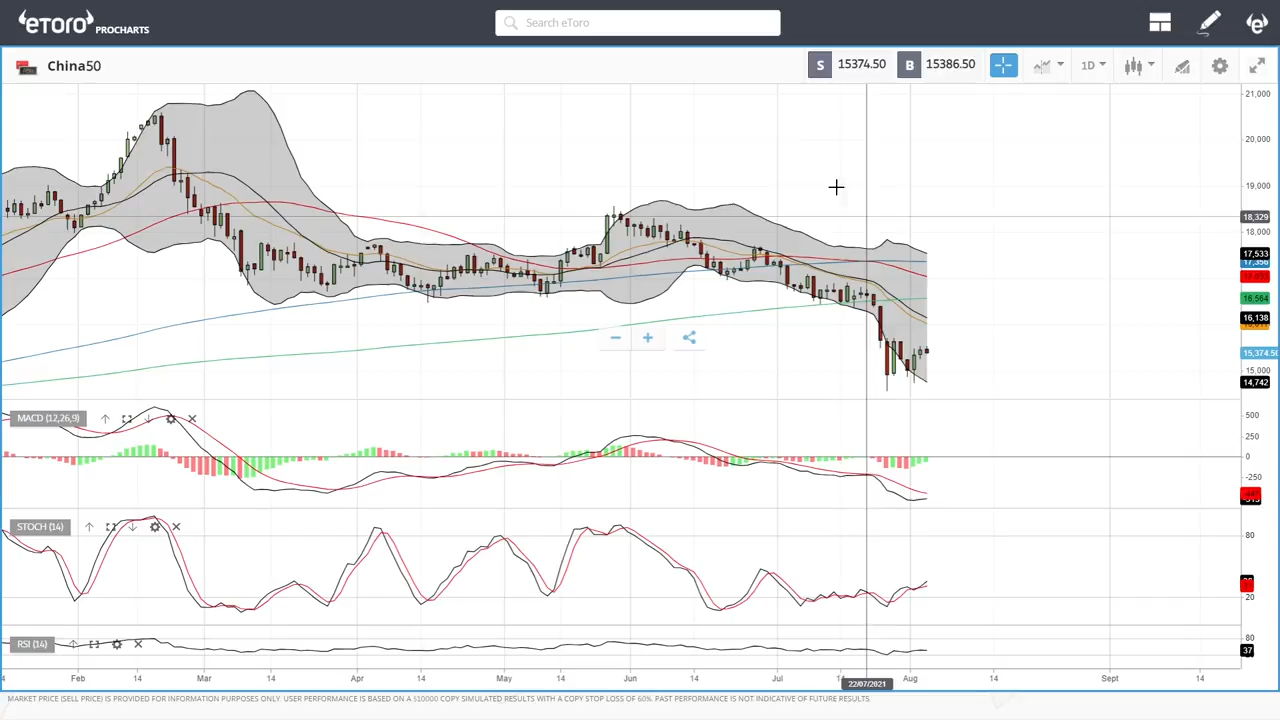 eToro PROCHARTS
Search eToro
China50
S 15374.50 B 15386.50
1D
21,000
20,000
19,000
18,329
18,000
17,533
16,564
16,138
15,374.50
15,000
14,742
MACD (12,26,9)
500
250
0
-250
STOCH (14)
80
20
RSI (14)
80
37
Feb 14 Mar 14 Apr 14 May 14 Jun 14 Jul 14 Aug 14 Sept 14
22/07/2021
MARKET PRICE (SELL PRICE) IS PROVIDED FOR INFORMATION PURPOSES ONLY. USER PERFORMANCE IS BASED ON A $10000 COPY SIMULATED RESULTS WITH A COPY STOP LOSS OF 60%. PAST PERFORMANCE IS NOT INDICATIVE OF FUTURE RESULTS